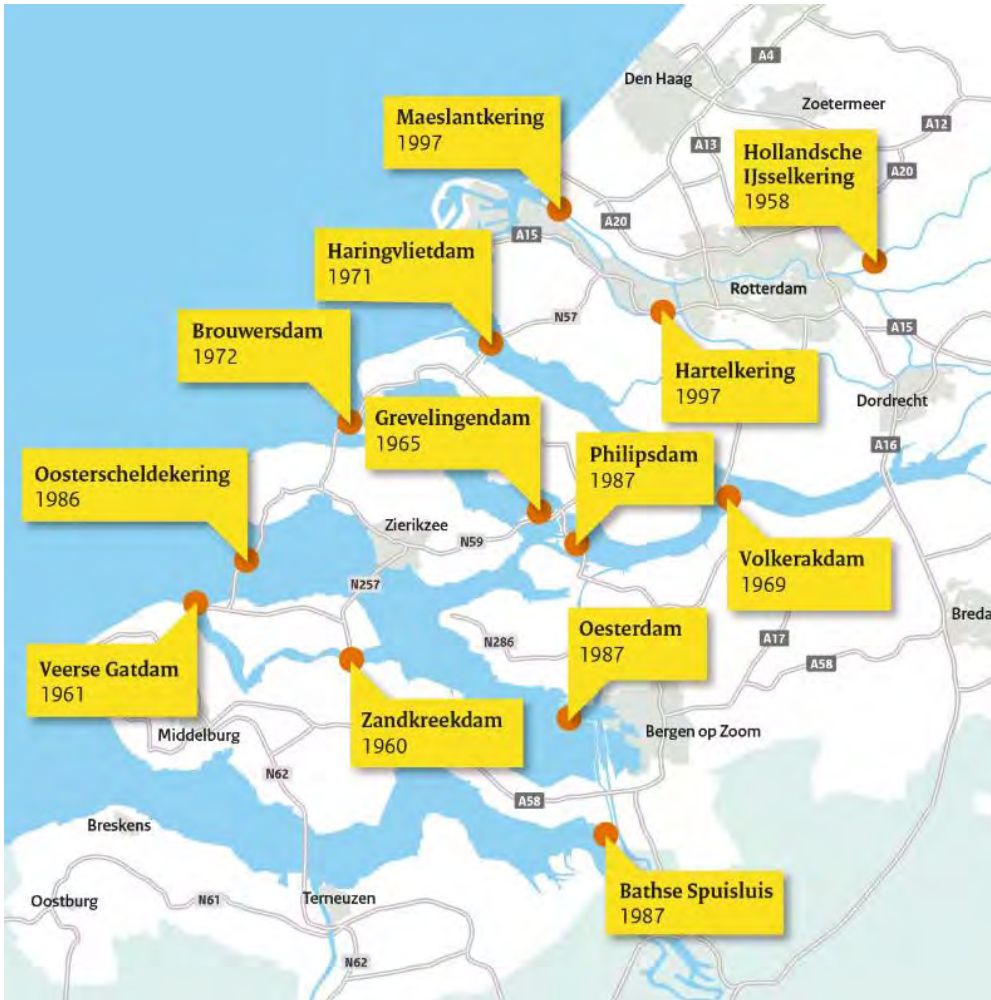 A4
Den Haag
Zoetermeer
Maeslantkering
1997
A12
A13
Hollandsche
IJsselkering
1958
A20
A20
A15
Haringvlietdam
1971
Rotterdam
N57
A15
Brouwersdam
1972
Hartelkering
1997
Dordrecht
Grevelingendam
1965
A16
Philipsdam
1987
Oosterscheldekering
1986
Zierikzee
N59
Volkerakdam
1969
N257
Breda
Oesterdam
1987
N286
A17
A58
Veerse Gatdam
1961
Zandkreekdam
1960
Middelburg
Bergen op Zoom
N62
A58
Breskens
Bathse Spuisluis
1987
Oostburg
N61
Terneuzen
N62